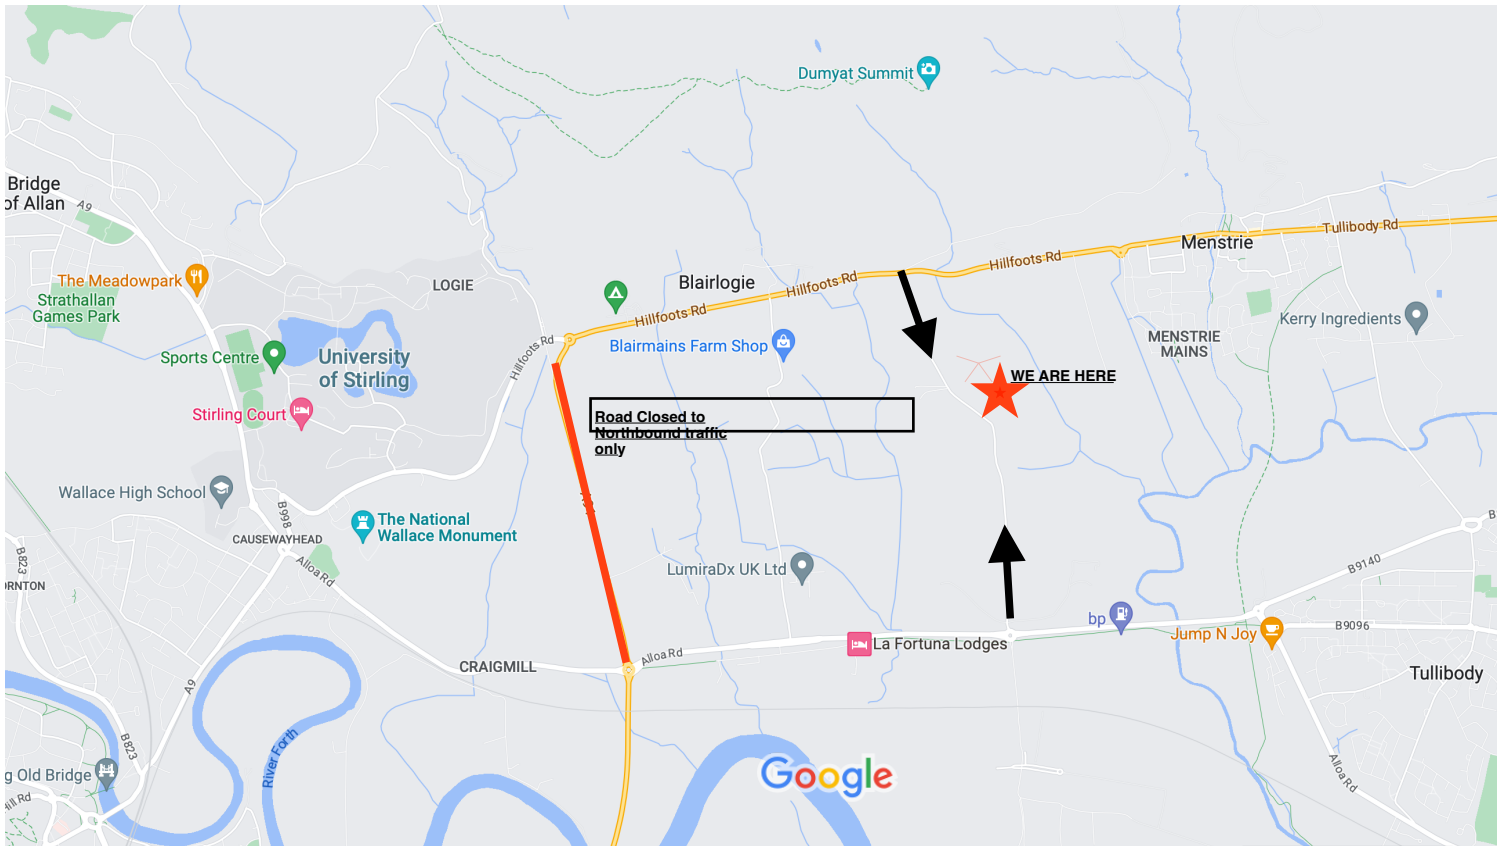 Dumyat Summit
Bridge
of Allan
A9
Tullibody Rd
Menstrie
Hillfoots Rd
The Meadowpark
LOGIE
Blairlogie
Hillfoots Rd
Strathallan
Games Park
Hillfoots Rd
Kerry Ingredients
MENSTRIE
MAINS
Sports Centre
University
of Stirling
Hillfoots Rd
Blairmains Farm Shop
WE ARE HERE
Stirling Court
Road Closed to
Northbound traffic
only
Wallace High School
B998
The National
Wallace Monument
CAUSEWAYHEAD
Alloa Rd
B823
ORNTON
LumiraDx UK Ltd
B9140
bp
Jump N Joy
B9096
La Fortuna Lodges
Alloa Rd
CRAIGMILL
Tullibody
A9
B823
River Forth
g Old Bridge
Google
Alloa Rd
ill Rd
B